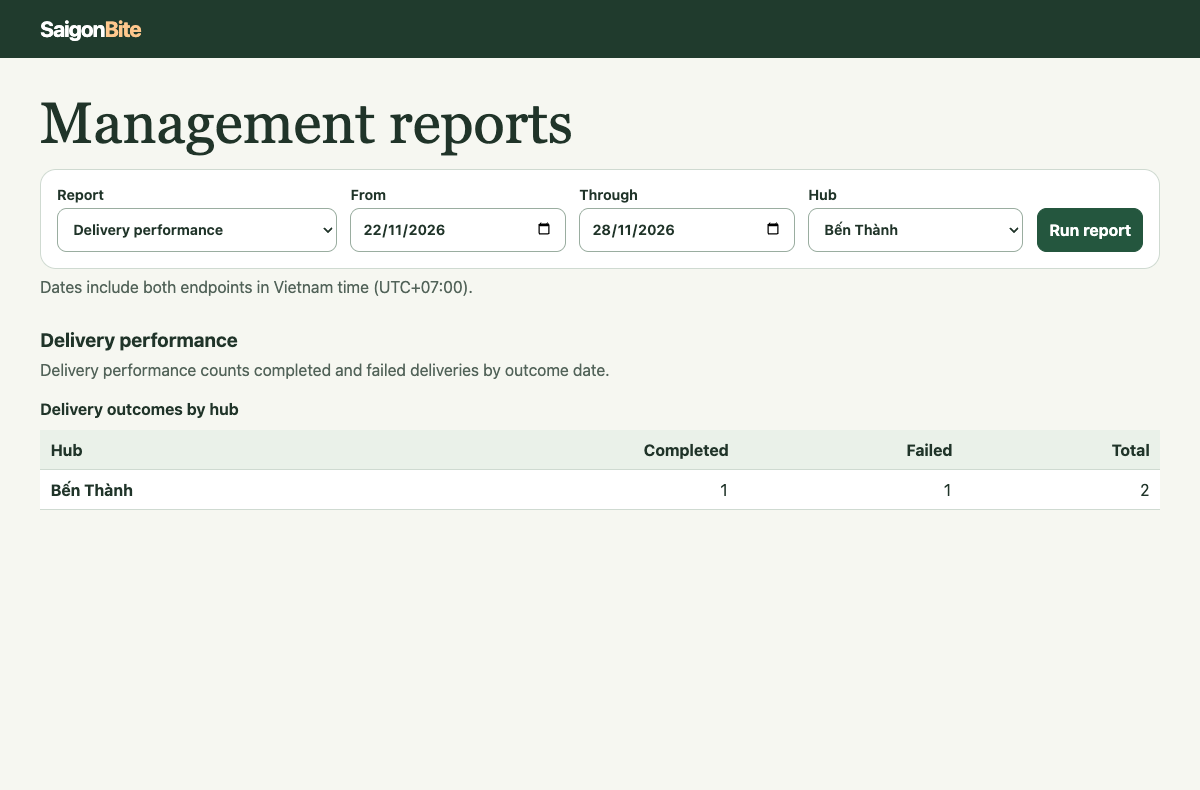 SaigonBite
Management reports
Report From Through Hub
Delivery performance 22/11/2026 28/11/2026 Bến Thành Run report
Dates include both endpoints in Vietnam time (UTC+07:00).
Delivery performance
Delivery performance counts completed and failed deliveries by outcome date.
Delivery outcomes by hub
Hub Completed Failed Total
Bến Thành 1 1 2